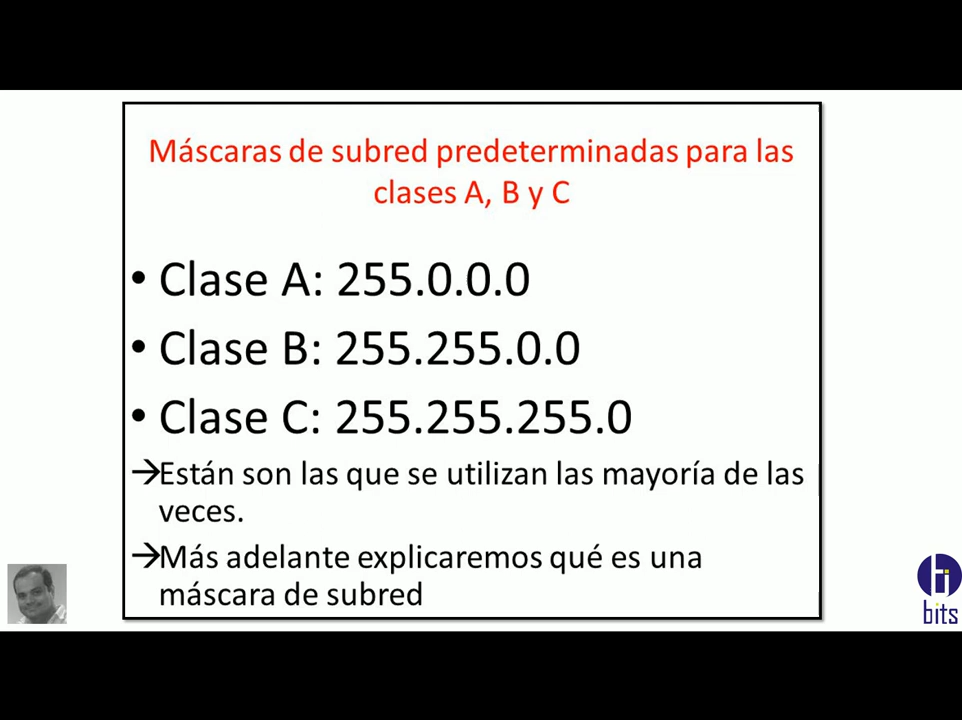 Máscaras de subred predeterminadas para las
clases A, B y C
• Clase A: 255.0.0.0
• Clase B: 255.255.0.0
• Clase C: 255.255.255.0
→Están son las que se utilizan las mayoría de las
veces.
→Más adelante explicaremos qué es una
máscara de subred
bits